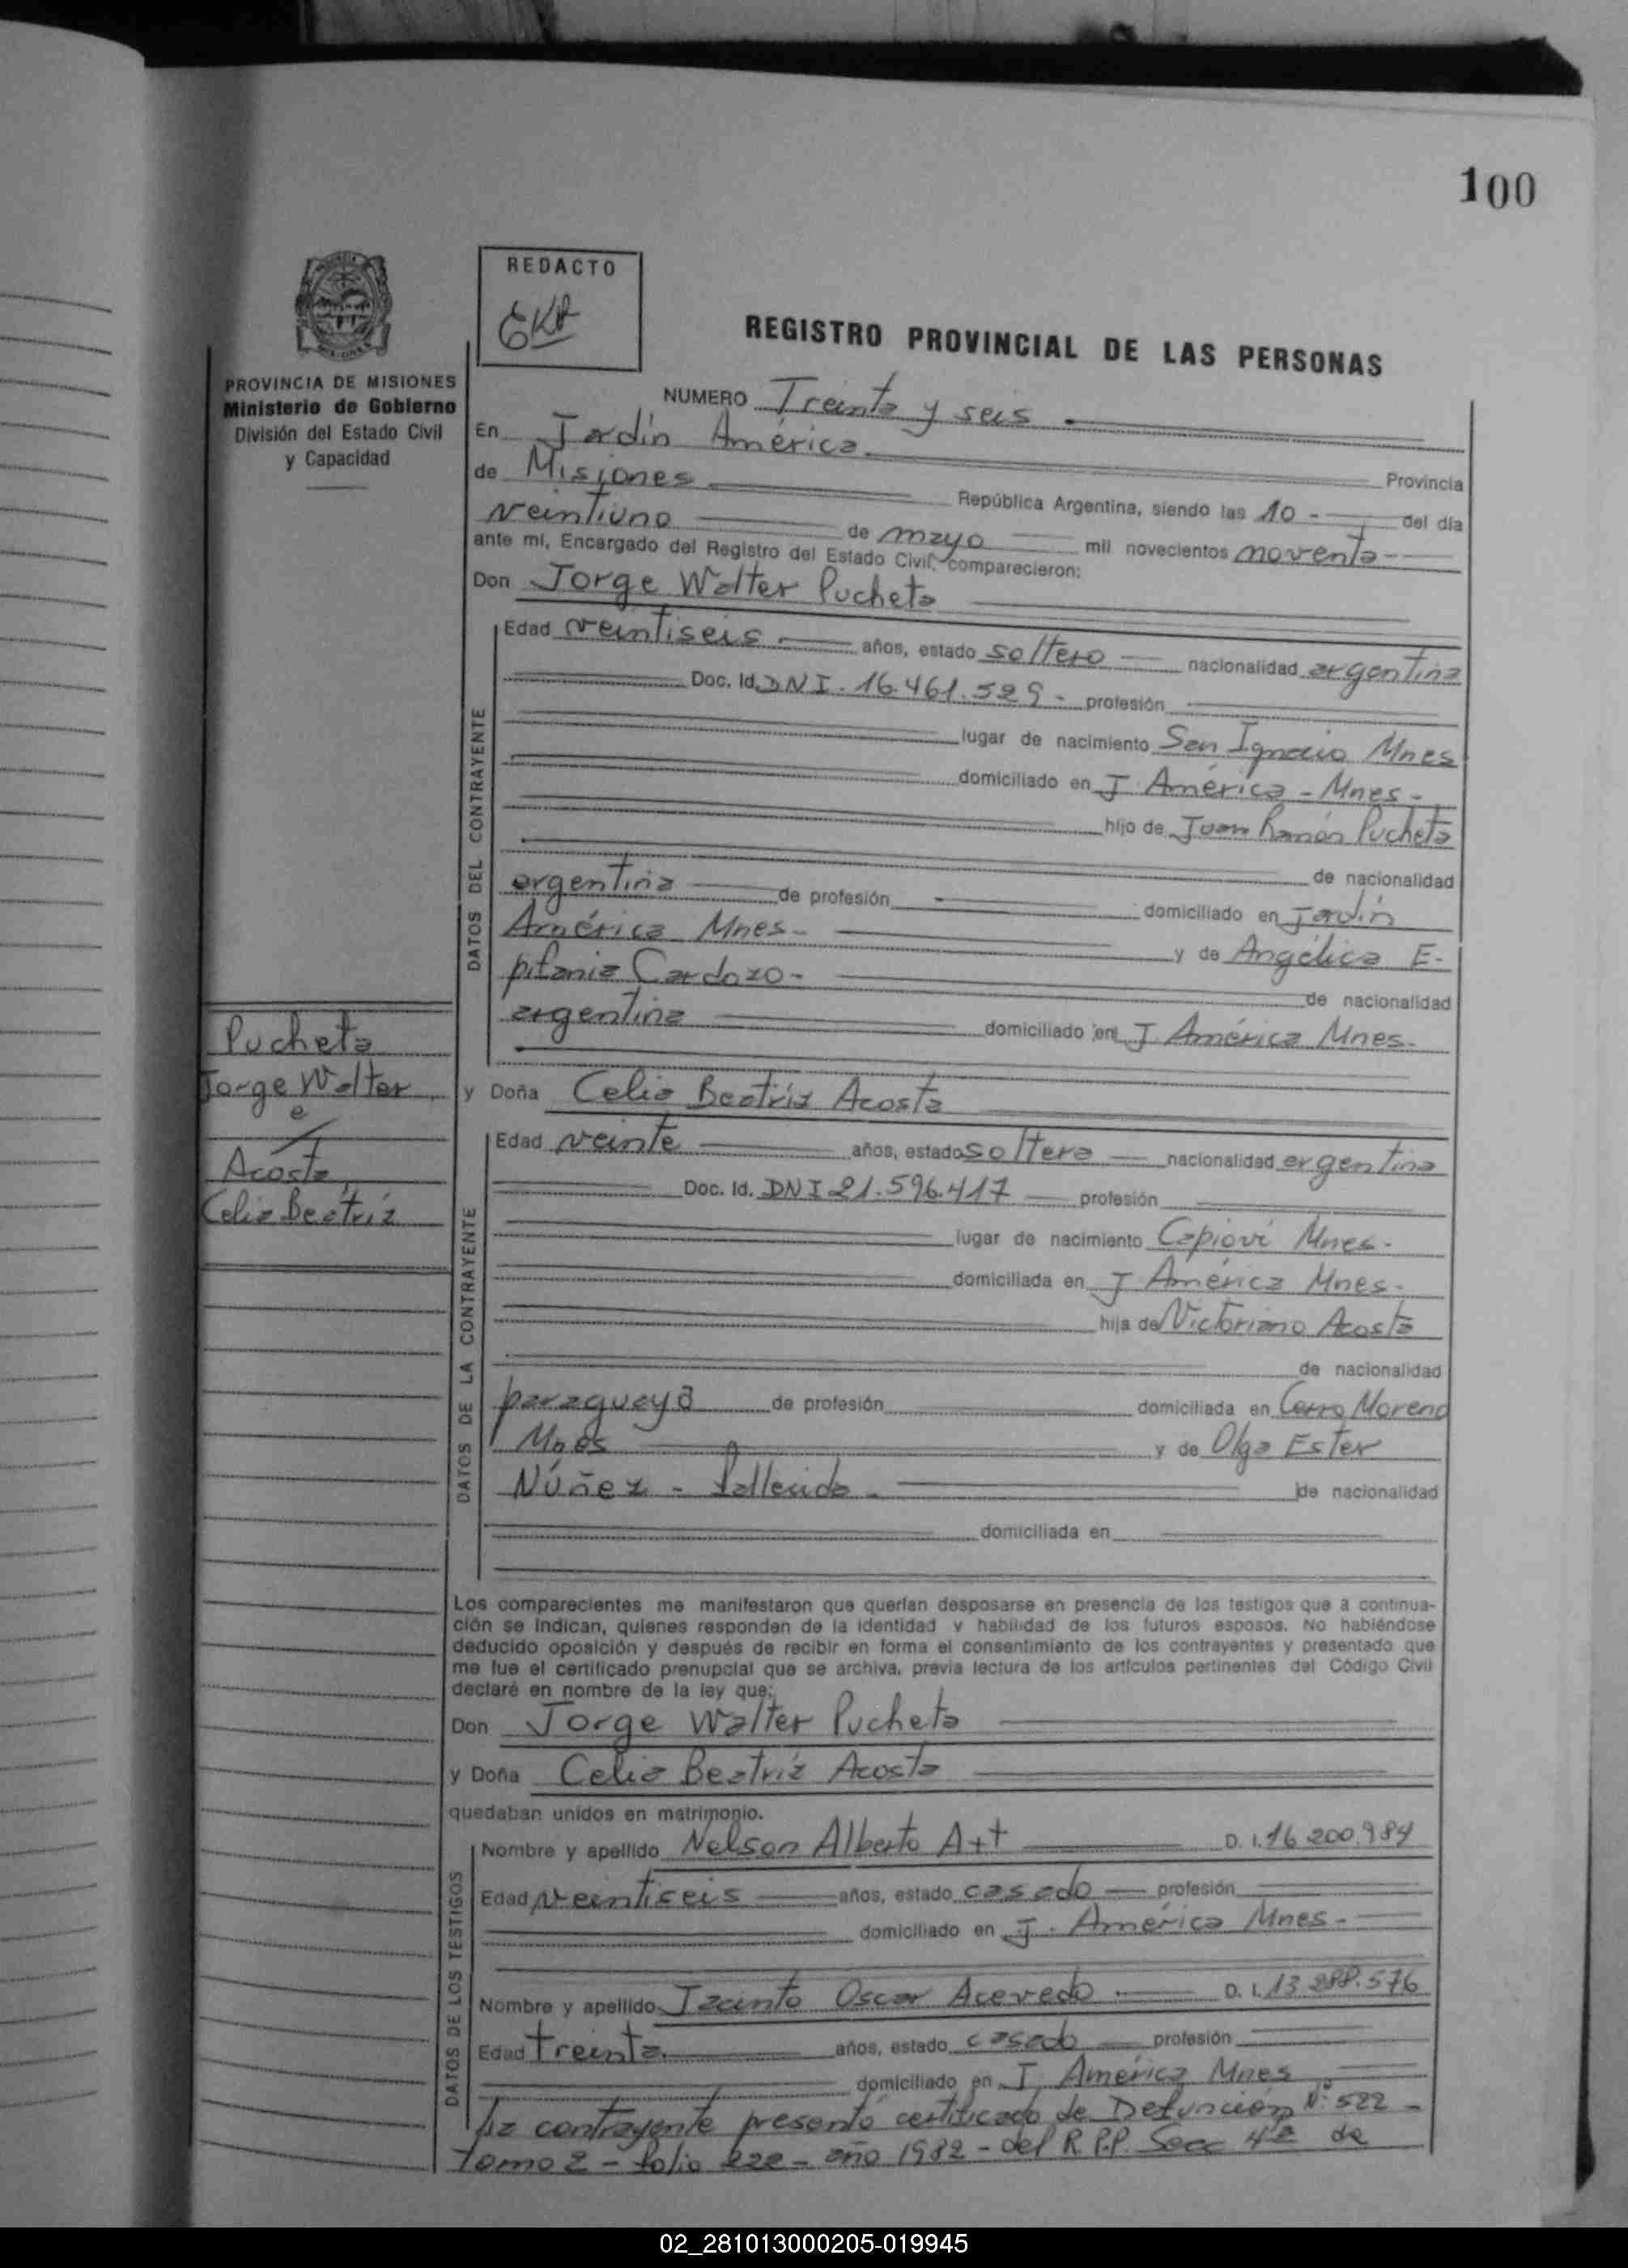 100
REDACTO
REGISTRO PROVINCIAL DE LAS PERSONAS
PROVINCIA DE MISIONES
Ministerio de Gobierno
División del Estado Civil
y Capacidad
NUMERO Treinta y seis
En Jardín América Provincia
de Misiones República Argentina, siendo las 10 - del día
veintiuno de mayo mil novecientos noventa
ante mí, Encargado del Registro del Estado Civil, comparecieron:
Don Jorge Walter Pucheta
DATOS DEL CONTRAYENTE
Edad veintiseis años, estado soltero nacionalidad argentina
Doc. Id. DNI. 16.461.529 - profesión
lugar de nacimiento San Ignacio Mnes
domiciliado en J América - Mnes -
hijo de Juan Ramón Pucheta
de nacionalidad
argentina de profesión domiciliado en Jardín
América Mnes - y de Angélica E-
pifania Cardozo - de nacionalidad
argentina domiciliado en J. América Mnes.
Pucheta
Jorge Walter
e
Acosta
Celia Beatríz
y Doña Celia Beatríz Acosta
DATOS DE LA CONTRAYENTE
Edad veinte años, estado soltera nacionalidad argentina
Doc. Id. DNI 21.596.417 profesión
lugar de nacimiento Capioví Mnes.
domiciliada en J América Mnes.
hija de Victoriano Acosta
de nacionalidad
paraguaya de profesión domiciliada en Cerro Moreno
Mnes y de Olga Ester
Núñez - fallecida - de nacionalidad
domiciliada en
Los comparecientes me manifestaron que querían desposarse en presencia de los testigos que a continua-
ción se indican, quienes responden de la identidad y habilidad de los futuros esposos. No habiéndose
deducido oposición y después de recibir en forma el consentimiento de los contrayentes y presentado que
me fue el certificado prenupcial que se archiva, previa lectura de los artículos pertinentes del Código Civil
declaré en nombre de la ley que:
Don Jorge Walter Pucheta
y Doña Celia Beatríz Acosta
quedaban unidos en matrimonio.
DATOS DE LOS TESTIGOS
Nombre y apellido Nelson Alberto Att D. I. 16.200.984
Edad veintiseis años, estado casado profesión
domiciliado en J. América Mnes -
Nombre y apellido Jacinto Oscar Acevedo D. I. 13.288.576
Edad treinta años, estado casado profesión
domiciliado en J. América Mnes
La contrayente presentó certificado de Defunción Nº 522 -
Tomo 2 - folio 222 - año 1982 - del R.P.P. Secc 4ª de
02_281013000205-019945